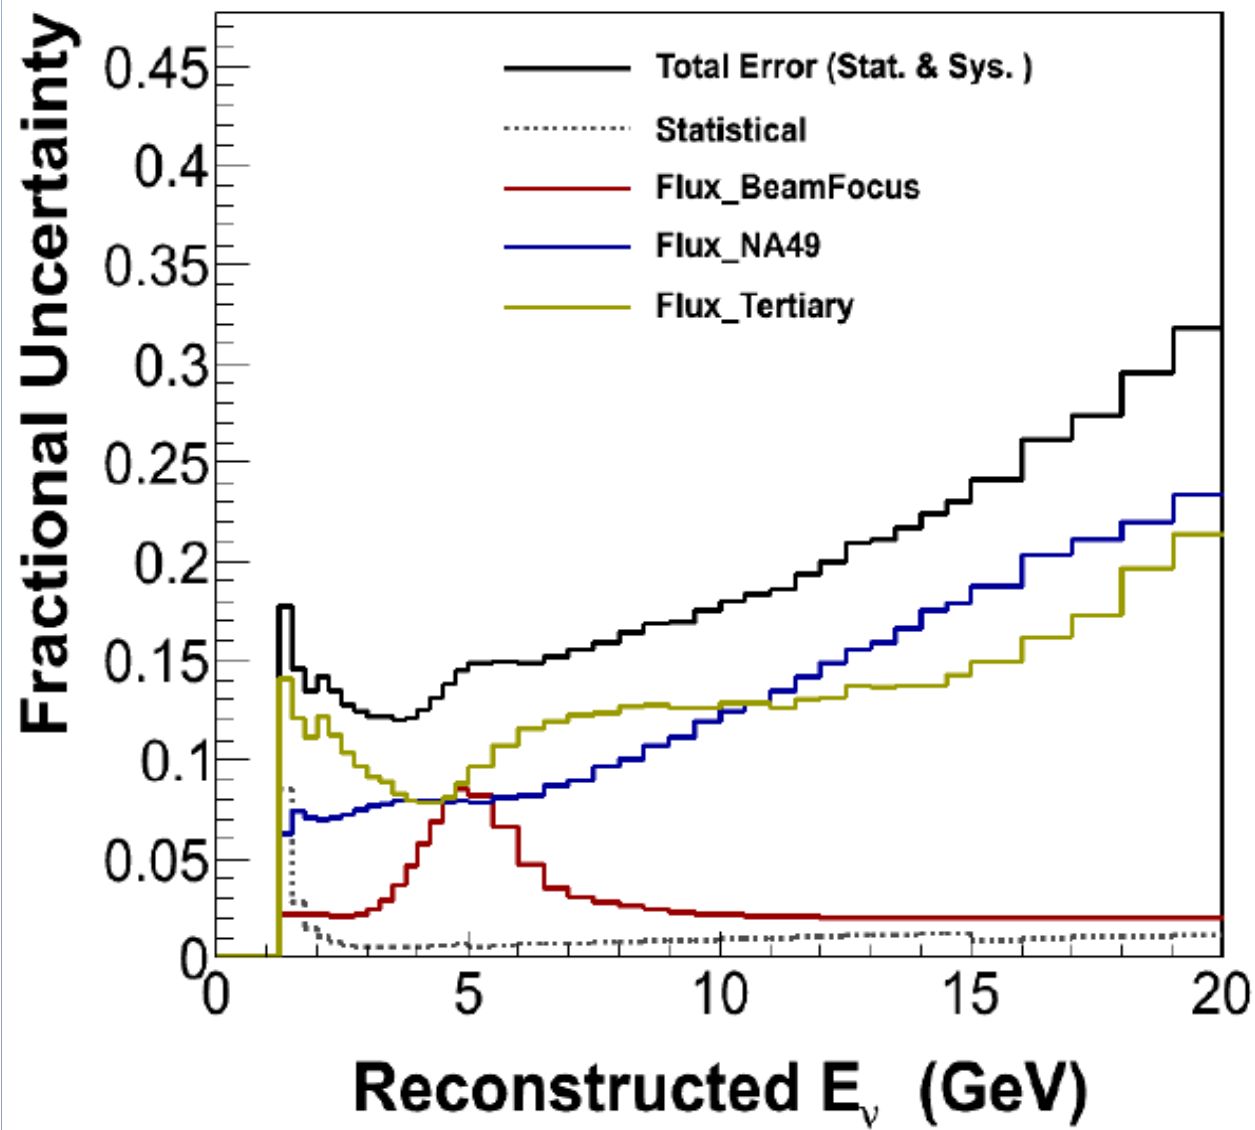 Fractional Uncertainty
0.45
0.4
0.35
0.3
0.25
0.2
0.15
0.1
0.05
0
Total Error (Stat. & Sys. )
Statistical
Flux_BeamFocus
Flux_NA49
Flux_Tertiary
0 5 10 15 20
Reconstructed Eν (GeV)